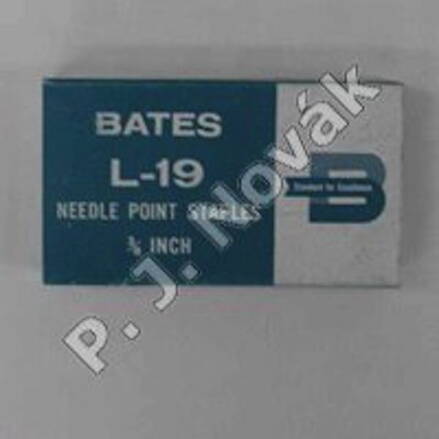 BATES
L-19
NEEDLE POINT STAPLES
INCH
B
P. J. Novák